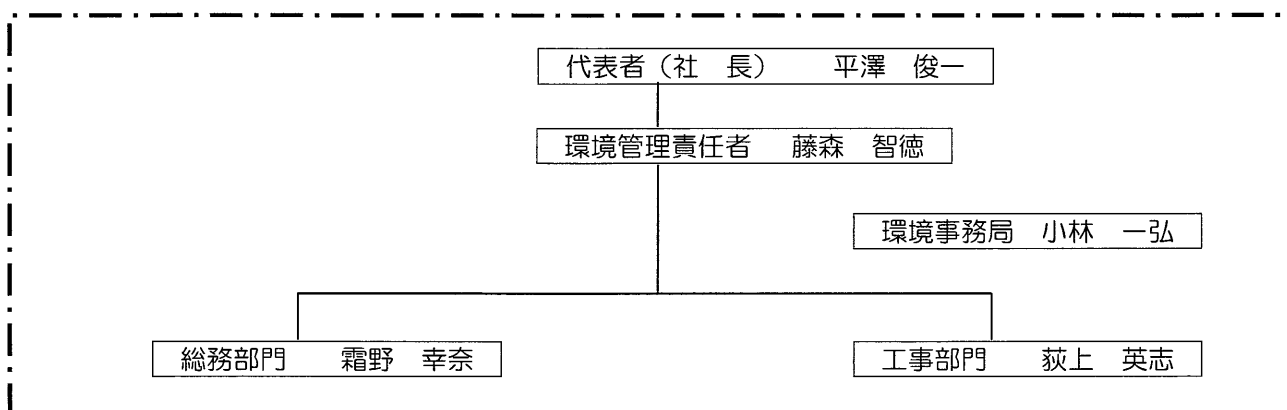 代表者（社　長）　　平澤　俊一
環境管理責任者　藤森　智徳
環境事務局　小林　一弘
総務部門　　霜野　幸奈
工事部門　　荻上　英志